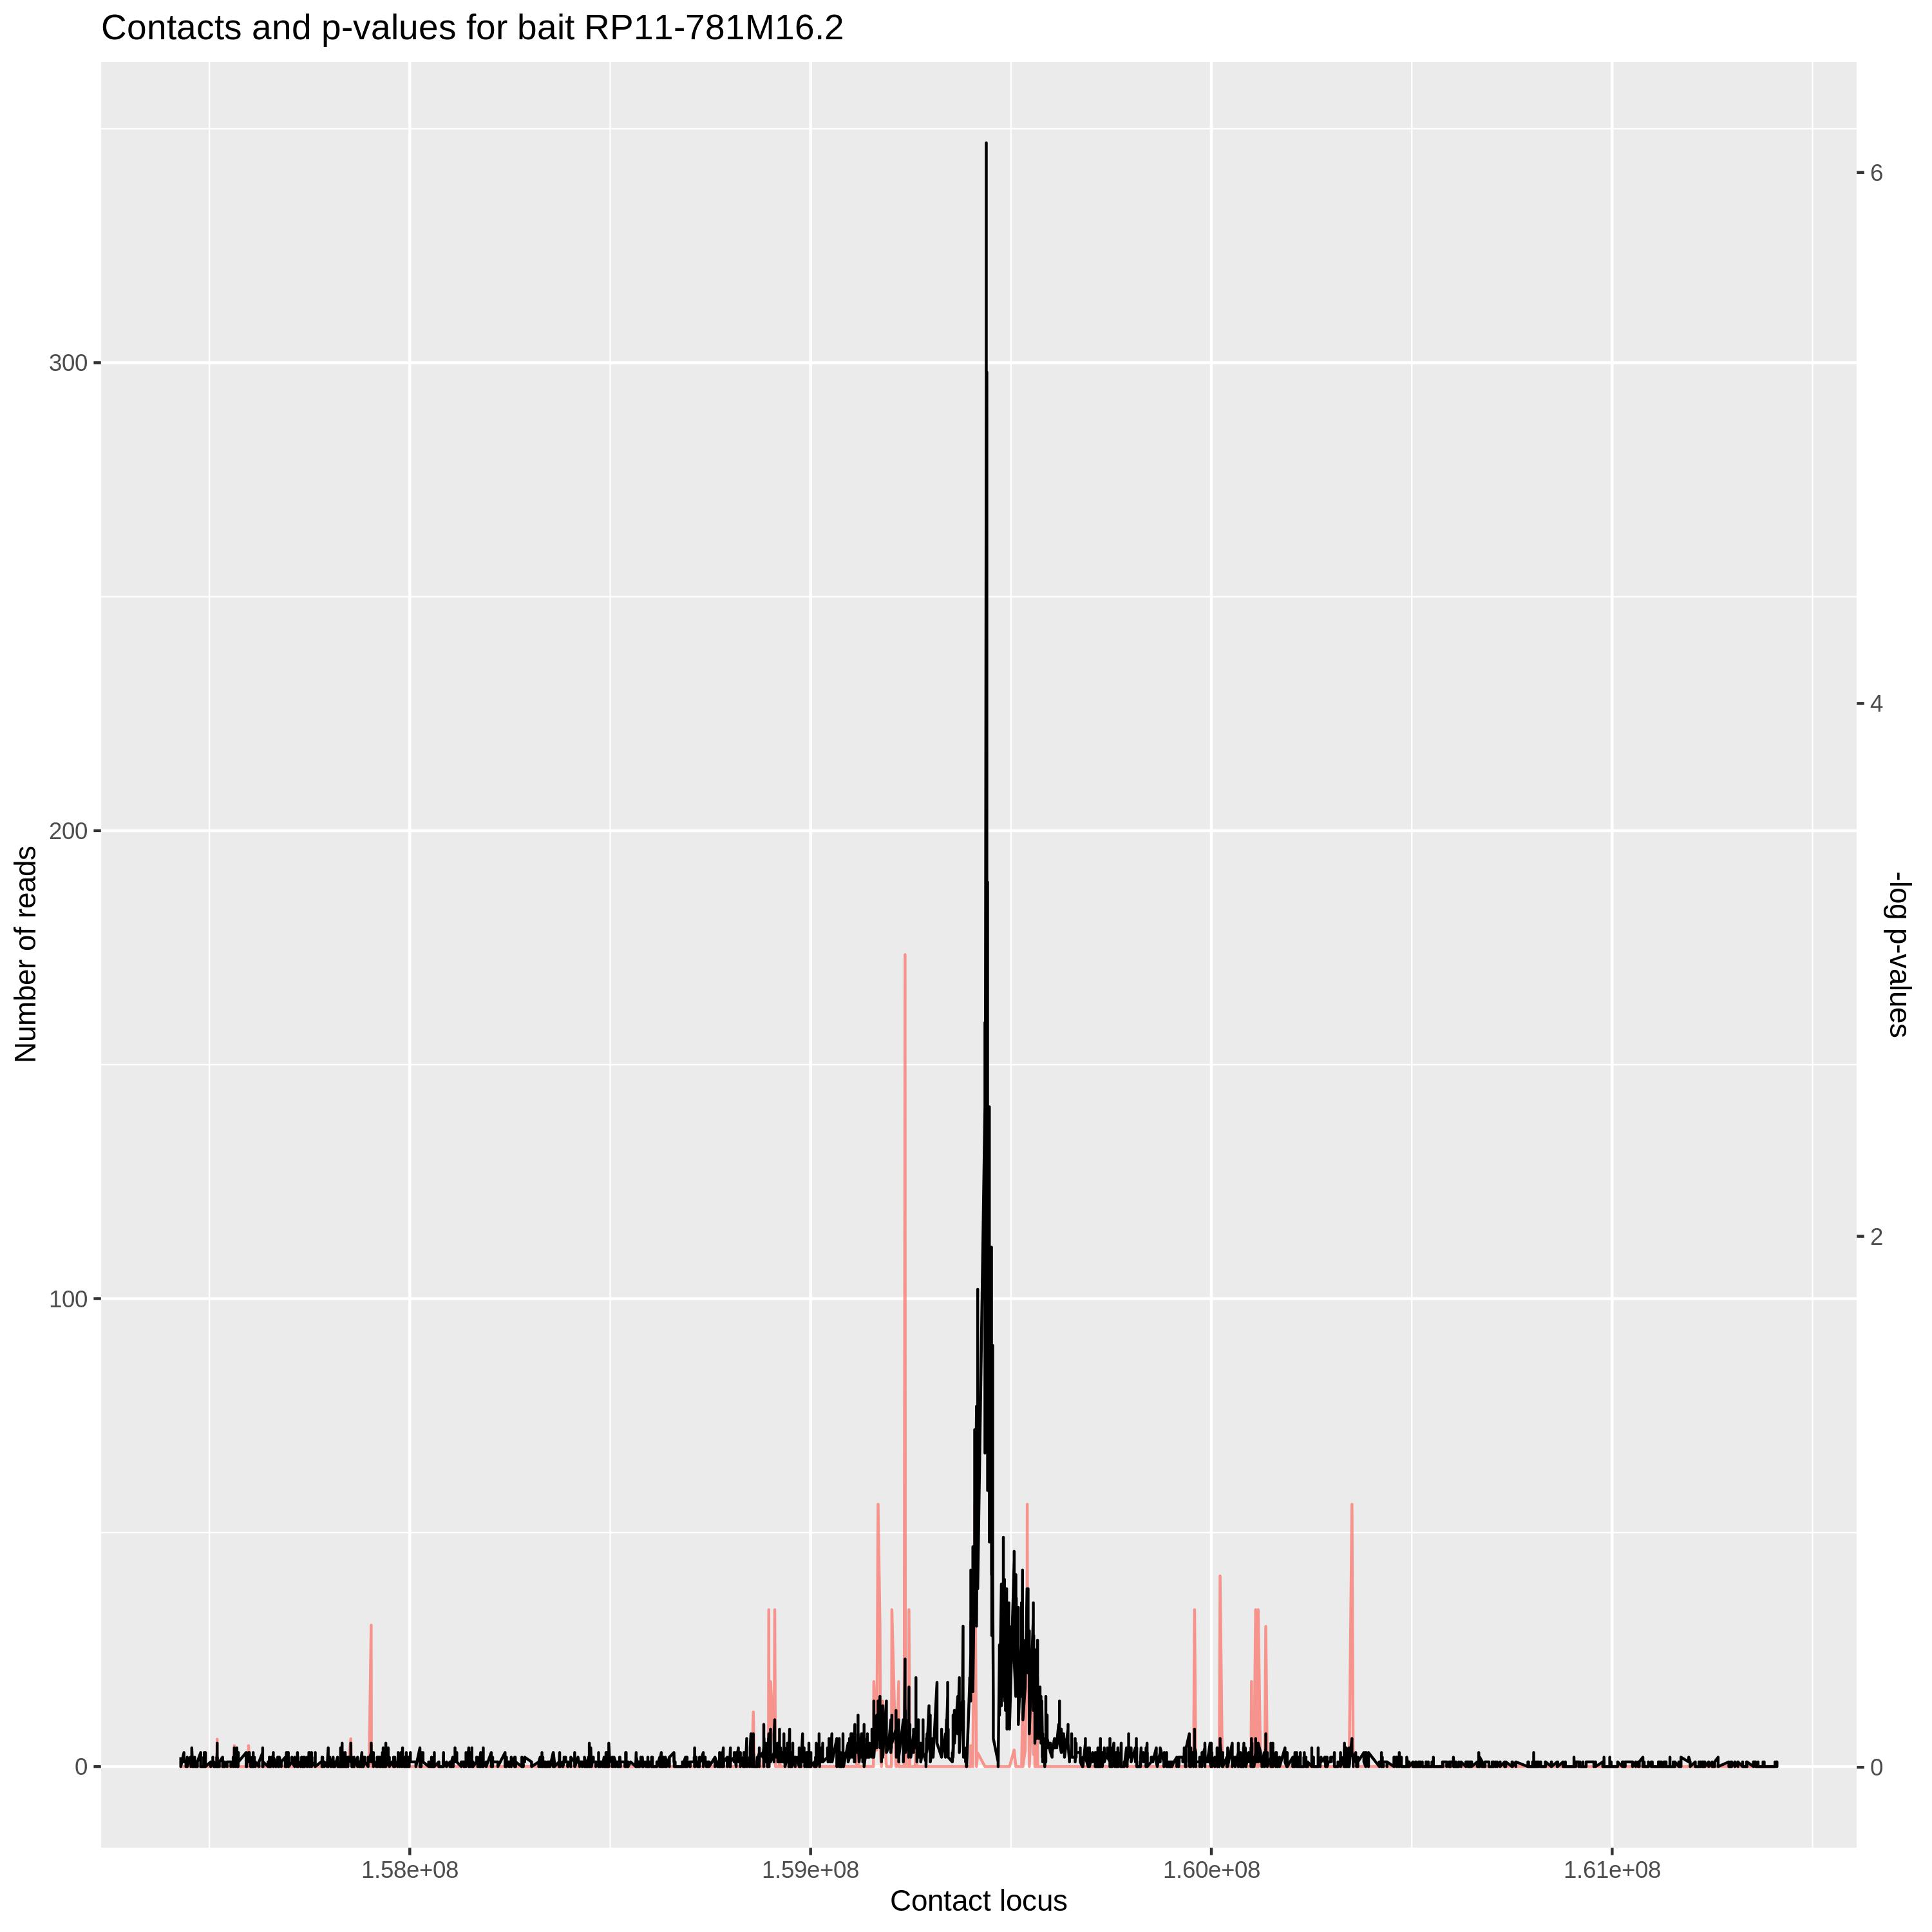 Contacts and p-values for bait RP11-781M16.2
300
200
100
0
Number of reads
6
4
2
0
-log p-values
1.58e+08
1.59e+08
1.60e+08
1.61e+08
Contact locus